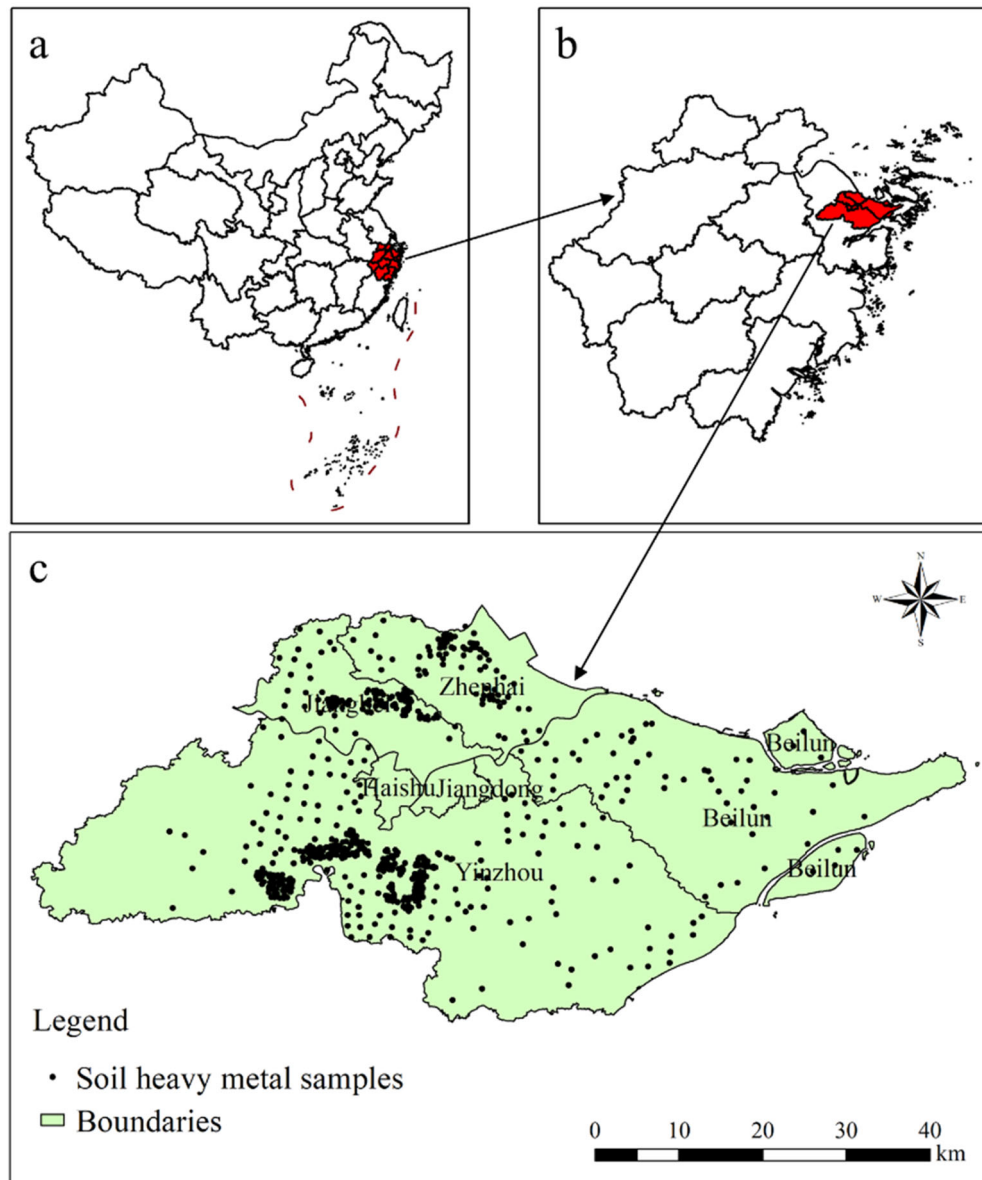 a
b
c
N
W
E
S
Zhenhai
Jiangbei
Beilun
Haishu
Jiangdong
Beilun
Beilun
Yinzhou
Legend
Soil heavy metal samples
Boundaries
0 10 20 30 40
km